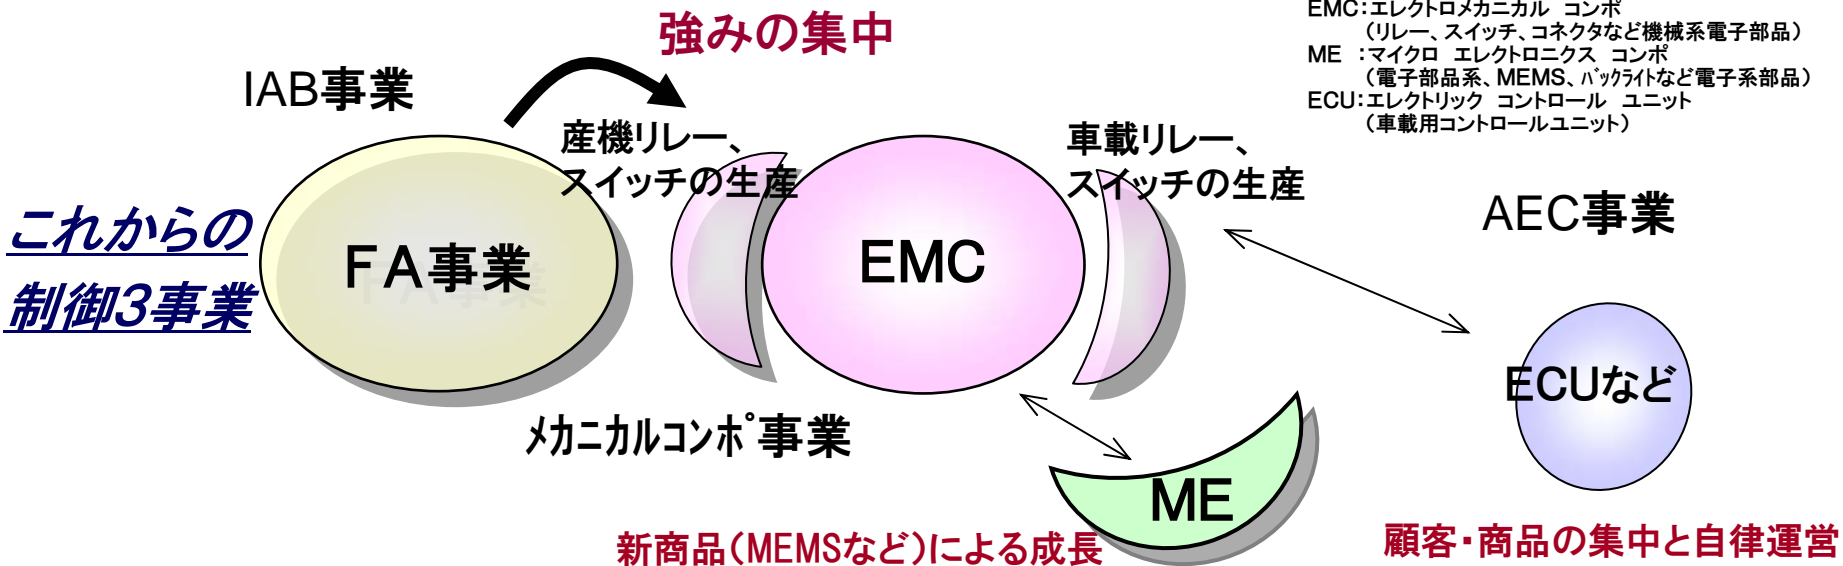 強みの集中
EMC:エレクトロメカニカル コンポ
(リレー、スイッチ、コネクタなど機械系電子部品)
ME :マイクロ エレクトロニクス コンポ
(電子部品系、MEMS、バックライトなど電子系部品)
ECU:エレクトリック コントロール ユニット
(車載用コントロールユニット)
IAB事業
産機リレー、
スイッチの生産
車載リレー、
スイッチの生産
AEC事業
これからの
制御3事業
FA事業
EMC
ECUなど
メカニカルコンポ事業
ME
新商品(MEMSなど)による成長
顧客・商品の集中と自律運営